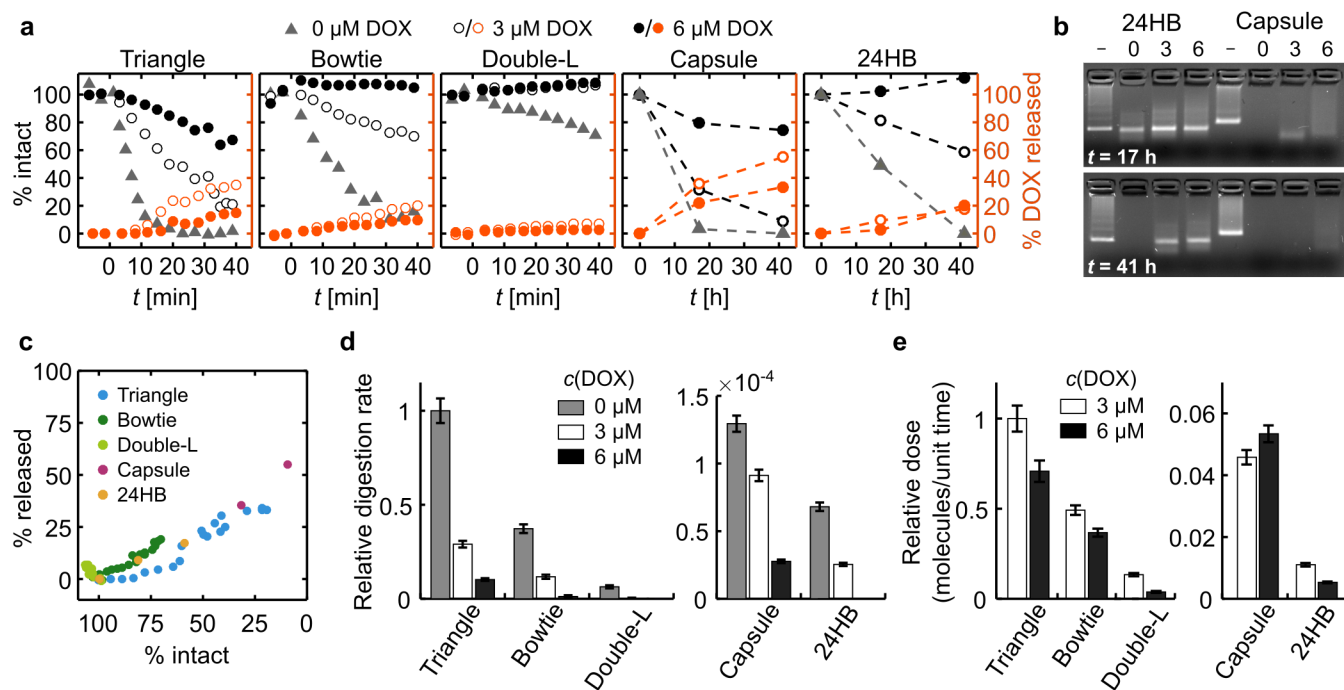 a
0 µM DOX
/ 3 µM DOX
/ 6 µM DOX
Triangle
Bowtie
Double-L
Capsule
24HB
% intact
100
80
60
40
20
0
100
80
60
40
20
0
% DOX released
0 10 20 30 40
0 10 20 30 40
0 10 20 30 40
0 10 20 30 40
0 10 20 30 40
t [min]
t [min]
t [min]
t [h]
t [h]
b
24HB Capsule
– 0 3 6 – 0 3 6
t = 17 h
t = 41 h
c
% released
100
75
50
25
0
Triangle
Bowtie
Double-L
Capsule
24HB
100 75 50 25 0
% intact
d
Relative digestion rate
1
0.5
0
c(DOX)
0 µM
3 µM
6 µM
Triangle
Bowtie
Double-L
×10⁻⁴
1.5
1
0.5
0
Capsule
24HB
e
Relative dose
(molecules/unit time)
1
0.5
0
c(DOX)
3 µM
6 µM
Triangle
Bowtie
Double-L
0.06
0.04
0.02
0
Capsule
24HB